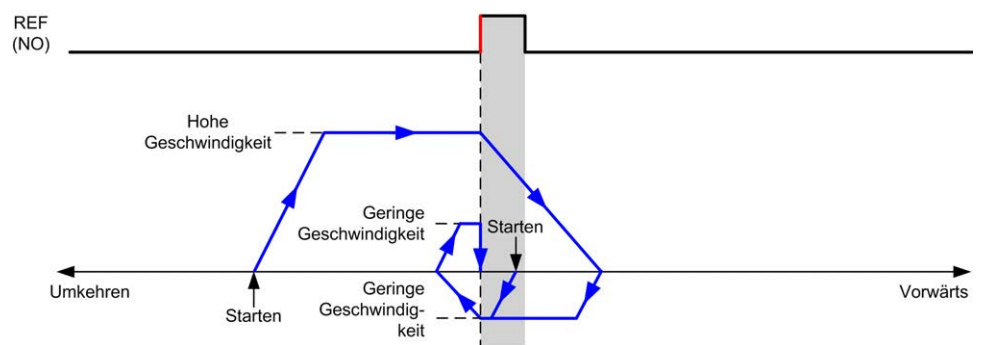 REF
(NO)
Hohe
Geschwindigkeit
Geringe
Geschwindigkeit
Starten
Umkehren
Vorwärts
Starten
Geringe
Geschwindig-
keit